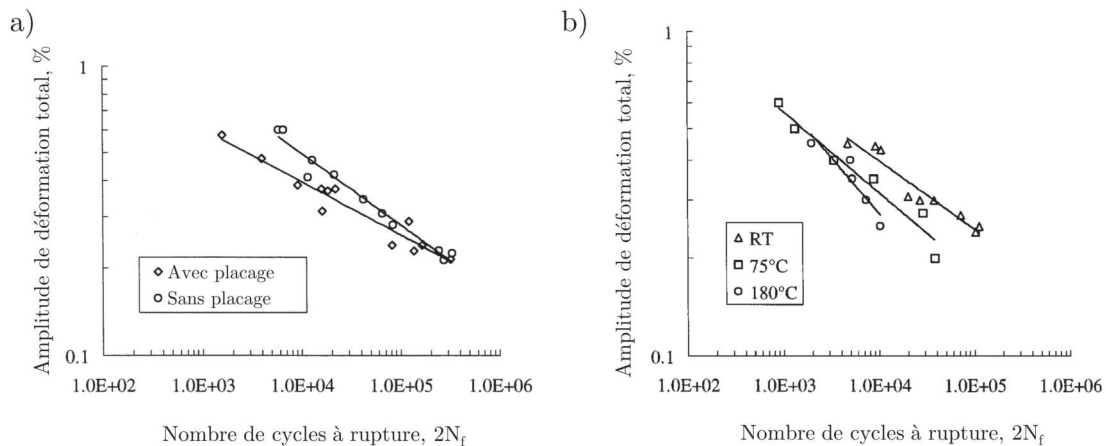 a)
Amplitude de déformation total, %
1
0.1
Avec placage
Sans placage
1.0E+02 1.0E+03 1.0E+04 1.0E+05 1.0E+06
Nombre de cycles à rupture, 2Nf
b)
Amplitude de déformation total, %
1
0.1
RT
75°C
180°C
1.0E+02 1.0E+03 1.0E+04 1.0E+05 1.0E+06
Nombre de cycles à rupture, 2Nf